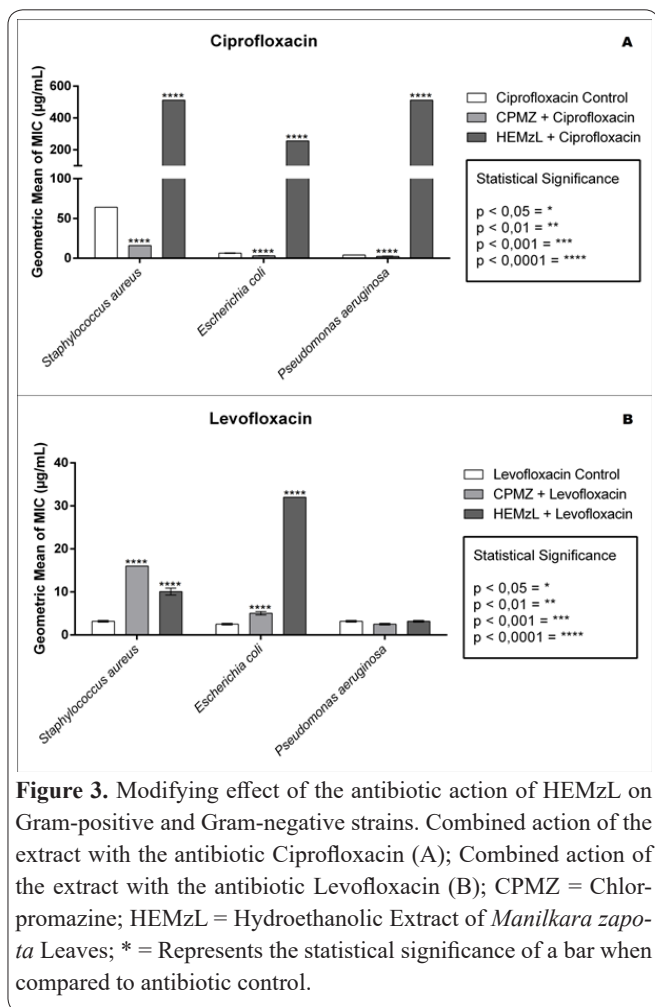 Ciprofloxacin
A
Geometric Mean of MIC (µg/mL)
600
400
200
100
50
0
****
****
****
****
****
****
Staphylococcus aureus
Escherichia coli
Pseudomonas aeruginosa
Ciprofloxacin Control
CPMZ + Ciprofloxacin
HEMzL + Ciprofloxacin
Statistical Significance
p < 0,05 = *
p < 0,01 = **
p < 0,001 = ***
p < 0,0001 = ****
Levofloxacin
B
Geometric Mean of MIC (µg/mL)
40
30
20
10
0
****
****
****
****
Staphylococcus aureus
Escherichia coli
Pseudomonas aeruginosa
Levofloxacin Control
CPMZ + Levofloxacin
HEMzL + Levofloxacin
Statistical Significance
p < 0,05 = *
p < 0,01 = **
p < 0,001 = ***
p < 0,0001 = ****
Figure 3. Modifying effect of the antibiotic action of HEMzL on
Gram-positive and Gram-negative strains. Combined action of the
extract with the antibiotic Ciprofloxacin (A); Combined action of
the extract with the antibiotic Levofloxacin (B); CPMZ = Chlor-
promazine; HEMzL = Hydroethanolic Extract of Manilkara zapo-
ta Leaves; * = Represents the statistical significance of a bar when
compared to antibiotic control.